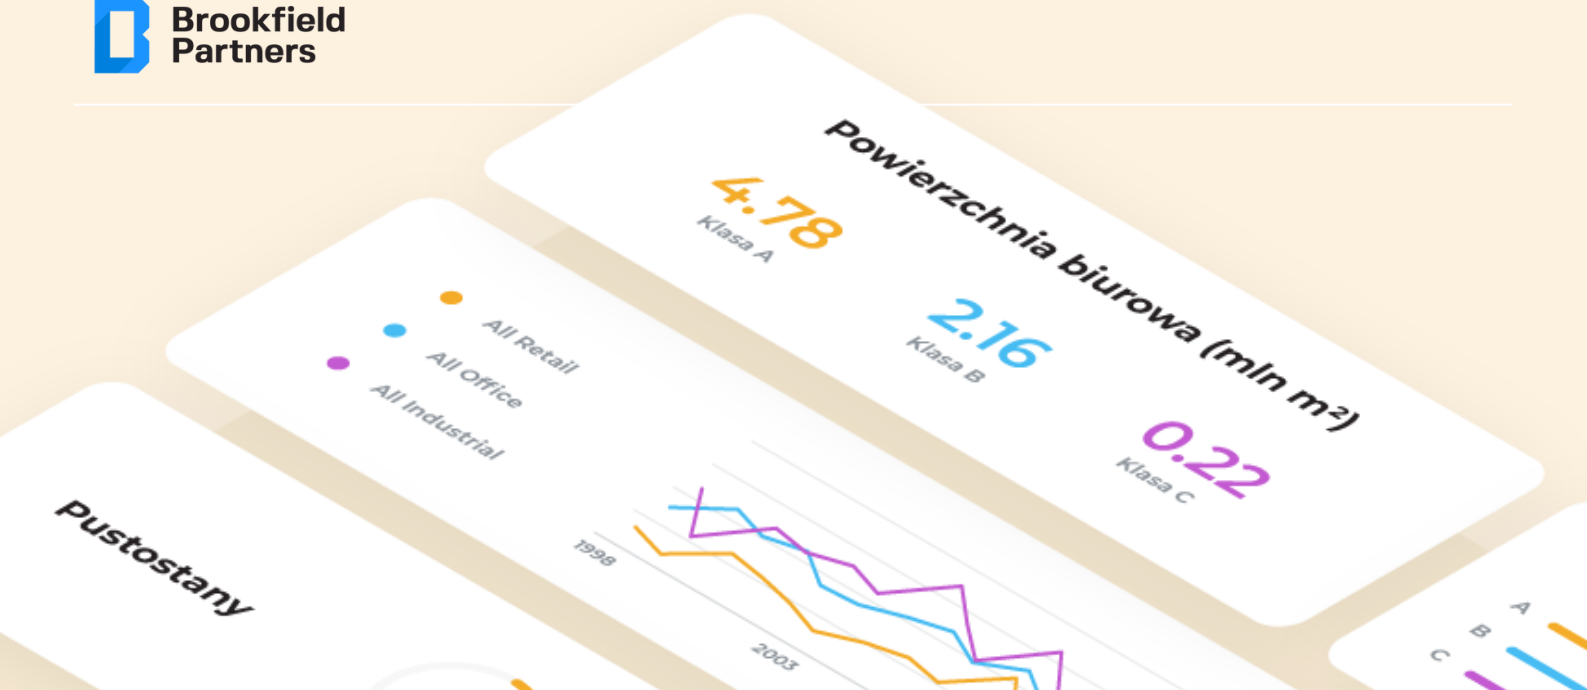 Brookfield
Partners
Powierzchnia biurowa (mln m²)
4.78
Klasa A
2.16
Klasa B
0.22
Klasa C
All Retail
All Office
All Industrial
1998
2003
Pustostany
A
B
C